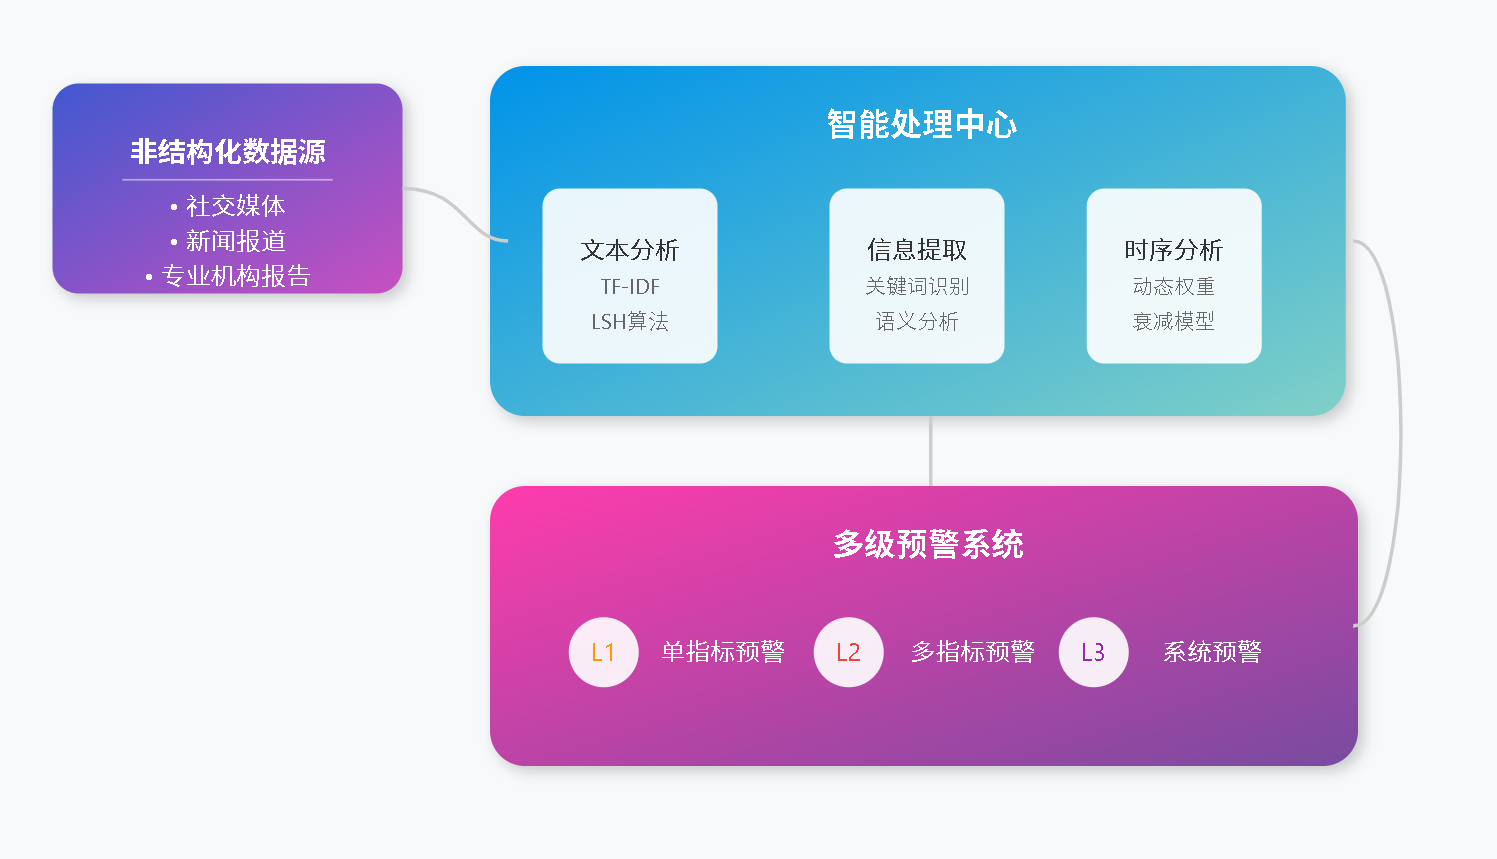 非结构化数据源
• 社交媒体
• 新闻报道
• 专业机构报告
智能处理中心
文本分析
TF-IDF
LSH算法
信息提取
关键词识别
语义分析
时序分析
动态权重
衰减模型
多级预警系统
L1 单指标预警
L2 多指标预警
L3 系统预警